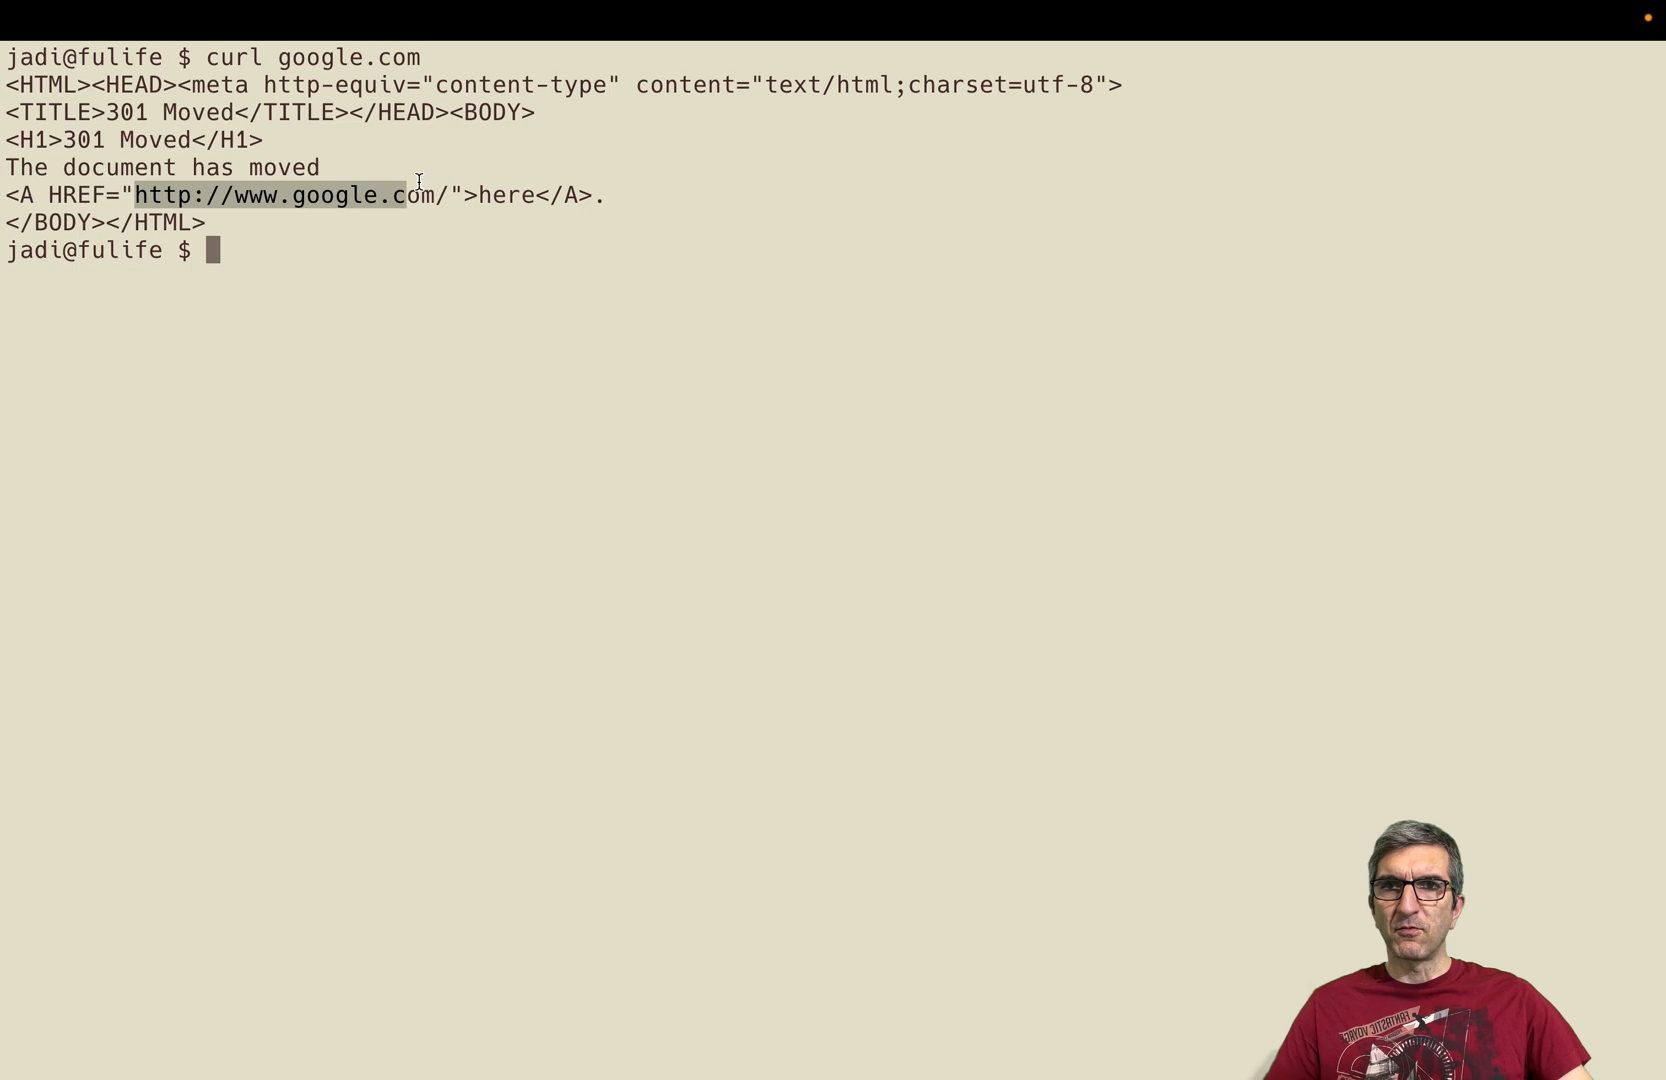 jadi@fulife $ curl google.com
<HTML><HEAD><meta http-equiv="content-type" content="text/html;charset=utf-8">
<TITLE>301 Moved</TITLE></HEAD><BODY>
<H1>301 Moved</H1>
The document has moved
<A HREF="http://www.google.com/">here</A>.
</BODY></HTML>
jadi@fulife $
FANTASTIC VOYAG